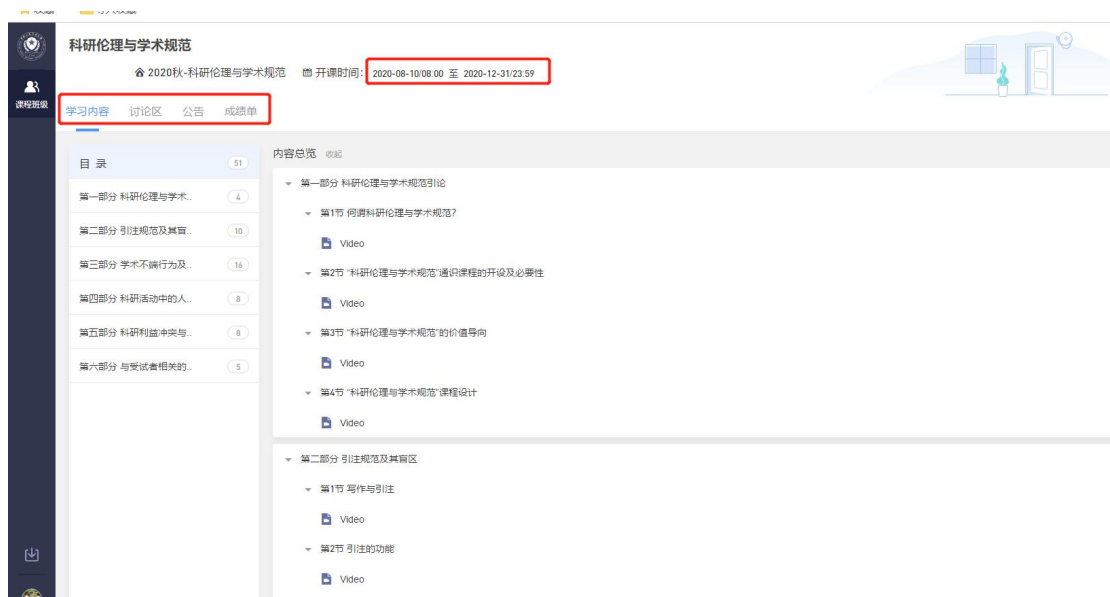 科研伦理与学术规范
2020秋-科研伦理与学术规范 开课时间: 2020-08-10/08:00 至 2020-12-31/23:59
课程班级
学习内容 讨论区 公告 成绩单
目 录 51
第一部分 科研伦理与学术.. 4
第二部分 引注规范及其盲.. 10
第三部分 学术不端行为及.. 16
第四部分 科研活动中的人.. 8
第五部分 科研利益冲突与.. 8
第六部分 与受试者相关的.. 5
内容总览 收起
第一部分 科研伦理与学术规范引论
第1节 何谓科研伦理与学术规范?
Video
第2节 “科研伦理与学术规范”通识课程的开设及必要性
Video
第3节 “科研伦理与学术规范”的价值导向
Video
第4节 “科研伦理与学术规范”课程设计
Video
第二部分 引注规范及其盲区
第1节 写作与引注
Video
第2节 引注的功能
Video